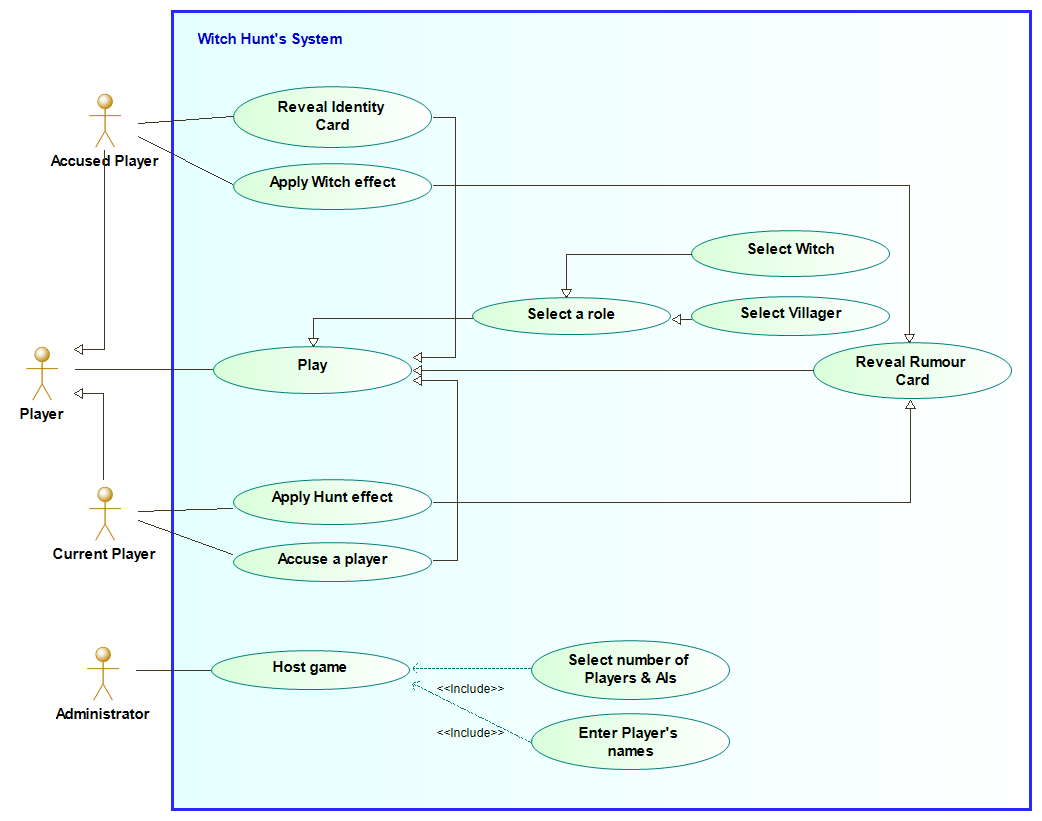 Witch Hunt's System
Reveal Identity
Card
Accused Player
Apply Witch effect
Select Witch
Select a role
Select Villager
Play
Reveal Rumour
Card
Player
Apply Hunt effect
Current Player
Accuse a player
Host game
Select number of
Players & AIs
<<Include>>
Administrator
<<Include>>
Enter Player's
names